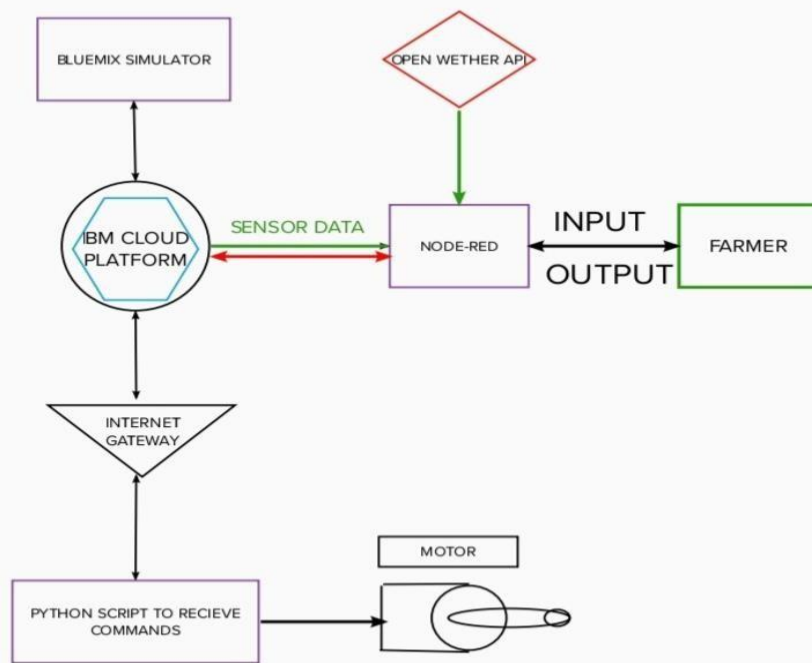 BLUEMIX SIMULATOR
OPEN WETHER API
IBM CLOUD
PLATFORM
SENSOR DATA
NODE-RED
INPUT
OUTPUT
FARMER
INTERNET
GATEWAY
MOTOR
PYTHON SCRIPT TO RECIEVE
COMMANDS